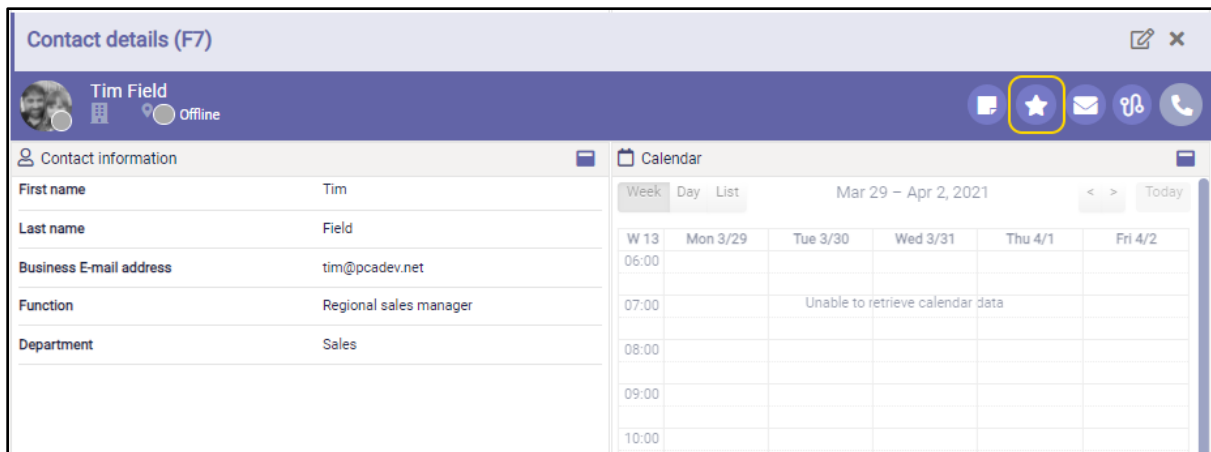 Contact details (F7)
Tim Field
Offline
Contact information
First name Tim
Last name Field
Business E-mail address tim@pcadev.net
Function Regional sales manager
Department Sales
Calendar
Week Day List Mar 29 – Apr 2, 2021 < > Today
W 13 Mon 3/29 Tue 3/30 Wed 3/31 Thu 4/1 Fri 4/2
06:00
07:00 Unable to retrieve calendar data
08:00
09:00
10:00